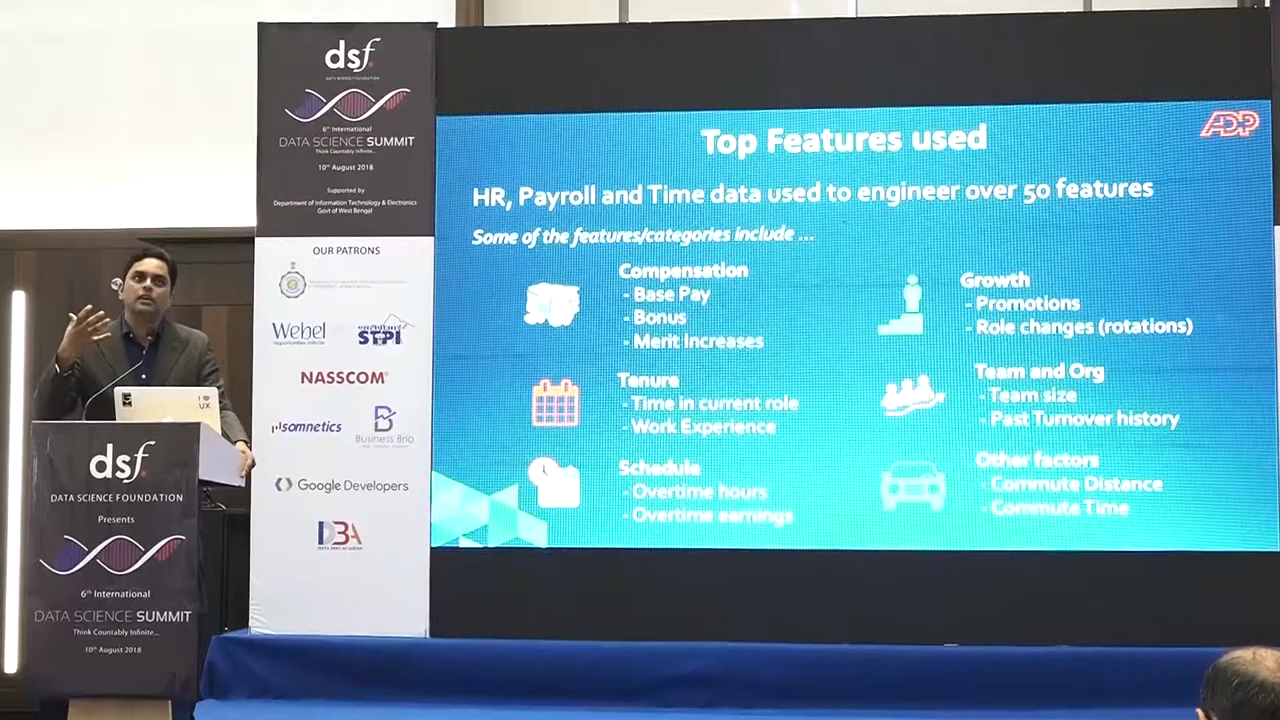 dsf
DATA SCIENCE FOUNDATION
6th International
DATA SCIENCE SUMMIT
Think Countably Infinite...
10th August 2018
Supported by
Department of Information Technology & Electronics
Govt of West Bengal
OUR PATRONS
Webel
STPI
NASSCOM®
somnetics
Business Brio
Google Developers
ADP
Top Features used
HR, Payroll and Time data used to engineer over 50 features
Some of the features/categories include ...
Compensation
- Base Pay
- Bonus
- Merit Increases
Tenure
- Time in current role
- Work Experience
Schedule
- Overtime hours
- Overtime earnings
Growth
- Promotions
- Role changes (rotations)
Team and Org
- Team size
- Past Turnover history
Other factors
- Commute Distance
- Commute Time
I
UX
dsf
DATA SCIENCE FOUNDATION
Presents
6th International
DATA SCIENCE SUMMIT
Think Countably Infinite...
10th August 2018